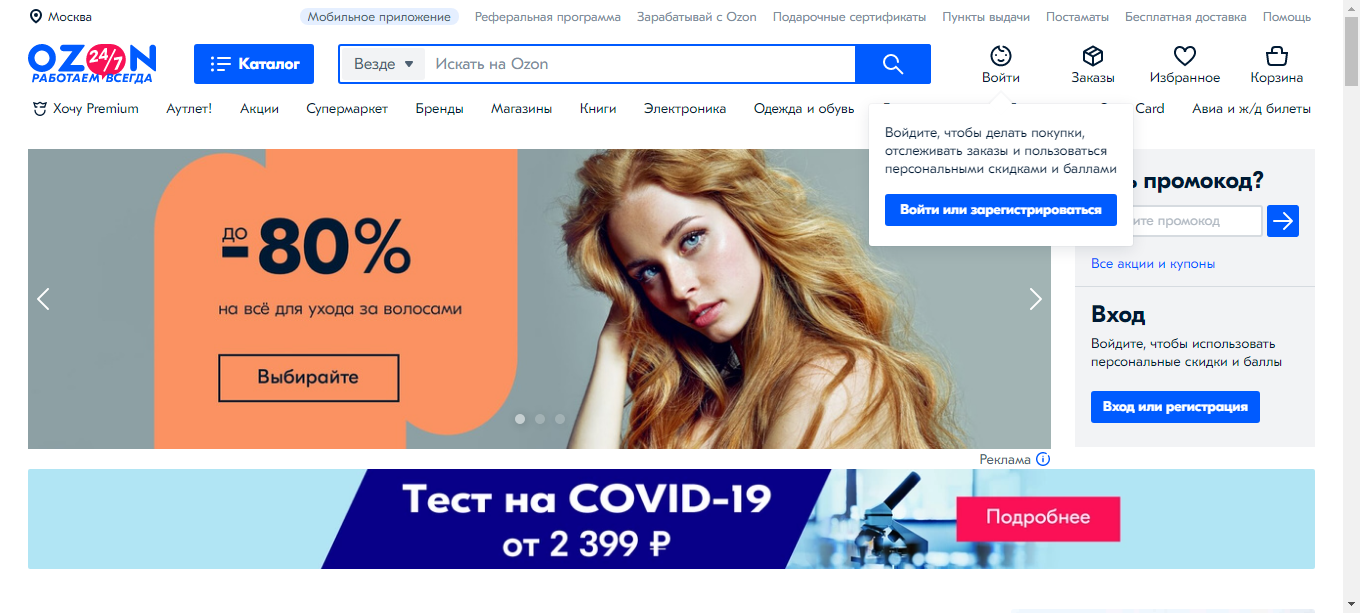 Москва
Мобильное приложение
Реферальная программа
Зарабатывай с Ozon
Подарочные сертификаты
Пункты выдачи
Постаматы
Бесплатная доставка
Помощь
OZON
24/7
РАБОТАЕМ ВСЕГДА
Каталог
Везде
Искать на Ozon
Войти
Заказы
Избранное
Корзина
Хочу Premium
Аутлет!
Акции
Супермаркет
Бренды
Магазины
Книги
Электроника
Одежда и обувь
Card
Авиа и ж/д билеты
Войдите, чтобы делать покупки,
отслеживать заказы и пользоваться
персональными скидками и баллами
Войти или зарегистрироваться
промокод?
промокод
Все акции и купоны
до
-80%
на всё для ухода за волосами
Выбирайте
Вход
Войдите, чтобы использовать
персональные скидки и баллы
Вход или регистрация
Реклама
Тест на COVID-19
от 2 399 ₽
Подробнее